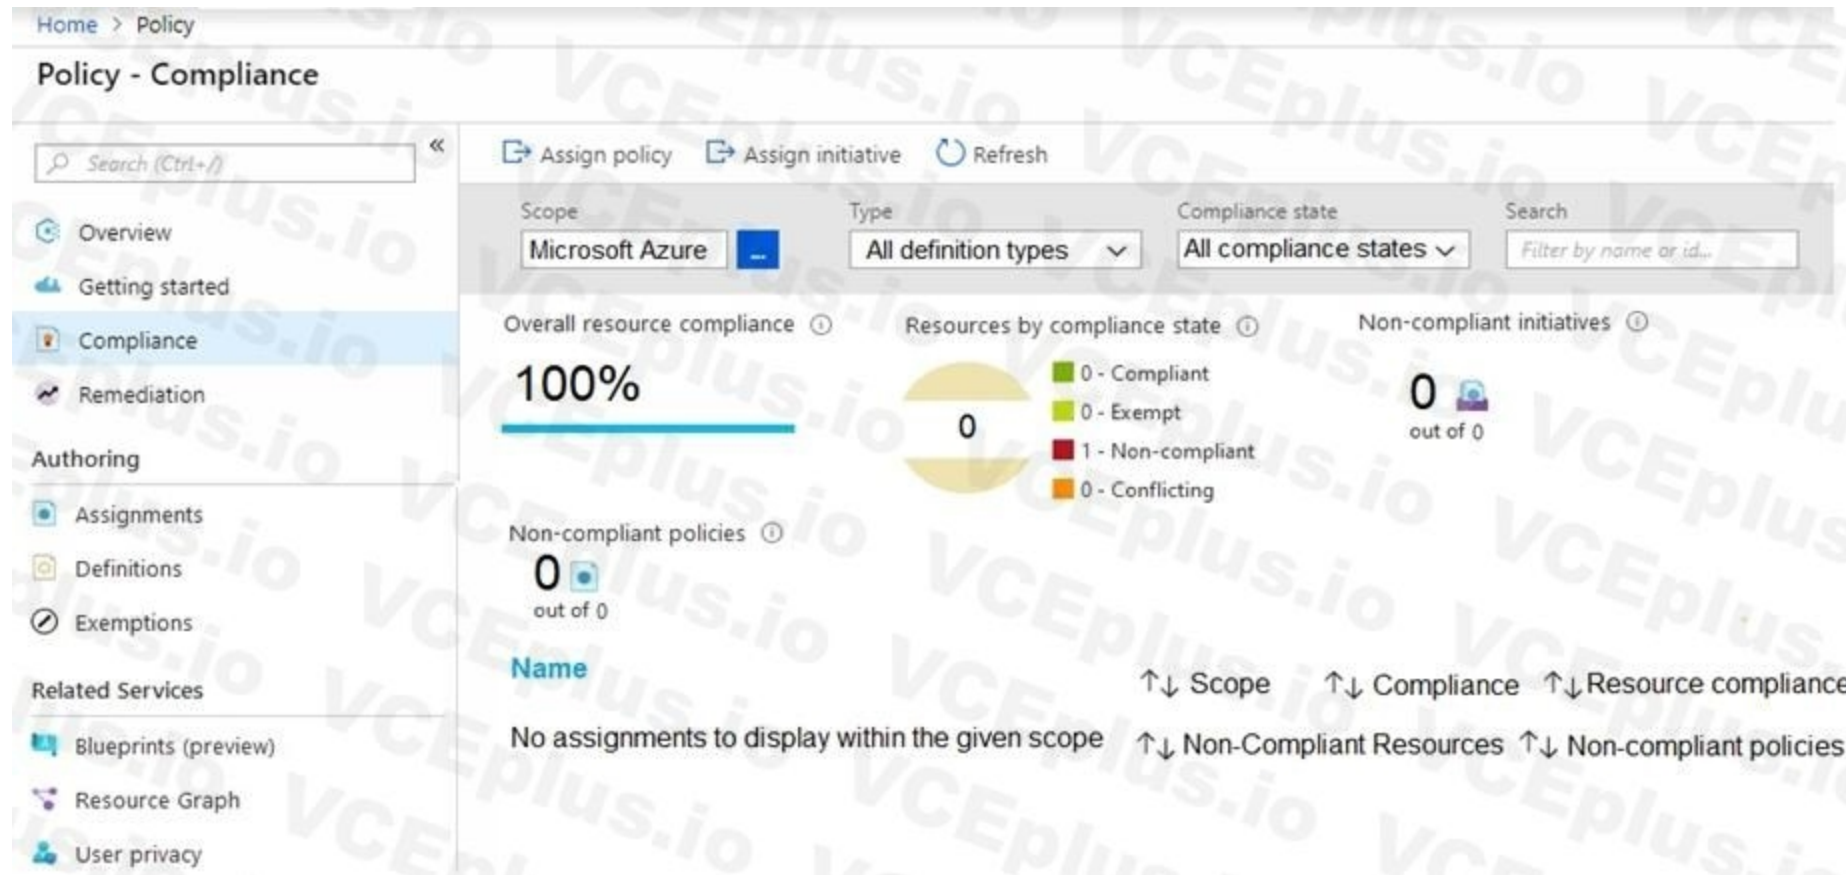 Home > Policy
Policy - Compliance
Search (Ctrl+/)
«
Overview
Getting started
Compliance
Remediation
Authoring
Assignments
Definitions
Exemptions
Related Services
Blueprints (preview)
Resource Graph
User privacy
Assign policy Assign initiative Refresh
Scope Type Compliance state Search
Microsoft Azure ... All definition types All compliance states Filter by name or id...
Overall resource compliance
100%
Resources by compliance state
0
0 - Compliant
0 - Exempt
1 - Non-compliant
0 - Conflicting
Non-compliant initiatives
0
out of 0
Non-compliant policies
0
out of 0
Name ↑↓ Scope ↑↓ Compliance ↑↓ Resource compliance
No assignments to display within the given scope ↑↓ Non-Compliant Resources ↑↓ Non-compliant policies
VCEplus.io